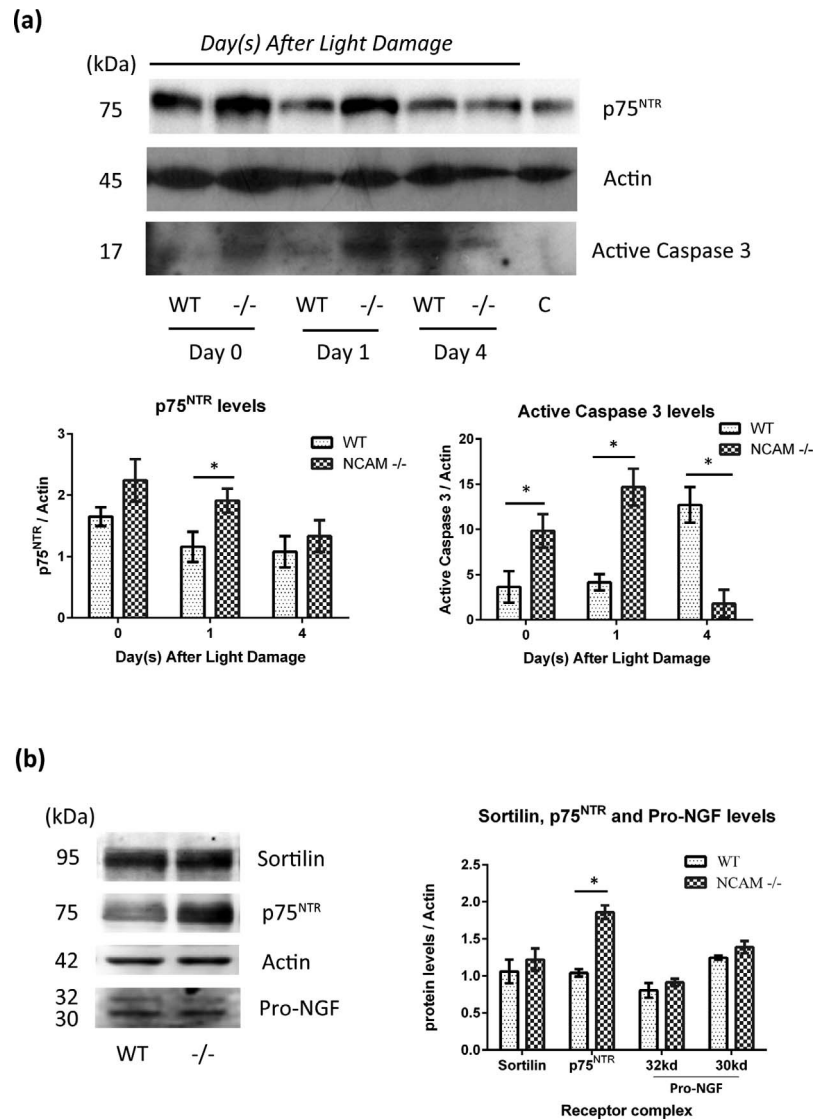 (a)
Day(s) After Light Damage
(kDa)
75 p75NTR
45 Actin
17 Active Caspase 3
WT -/- WT -/- WT -/- C
Day 0 Day 1 Day 4
p75NTR levels
WT
NCAM -/-
3
2
1
0
*
p75NTR / Actin
0 1 4
Day(s) After Light Damage
Active Caspase 3 levels
WT
NCAM -/-
20
15
10
5
0
* * *
Active Caspase 3 / Actin
0 1 4
Day(s) After Light Damage
(b)
(kDa)
95 Sortilin
75 p75NTR
42 Actin
32
30
Pro-NGF
WT -/-
Sortilin, p75NTR and Pro-NGF levels
WT
NCAM -/-
2.5
2.0
1.5
1.0
0.5
0.0
*
protein levels / Actin
Sortilin p75NTR 32kd 30kd
Pro-NGF
Receptor complex